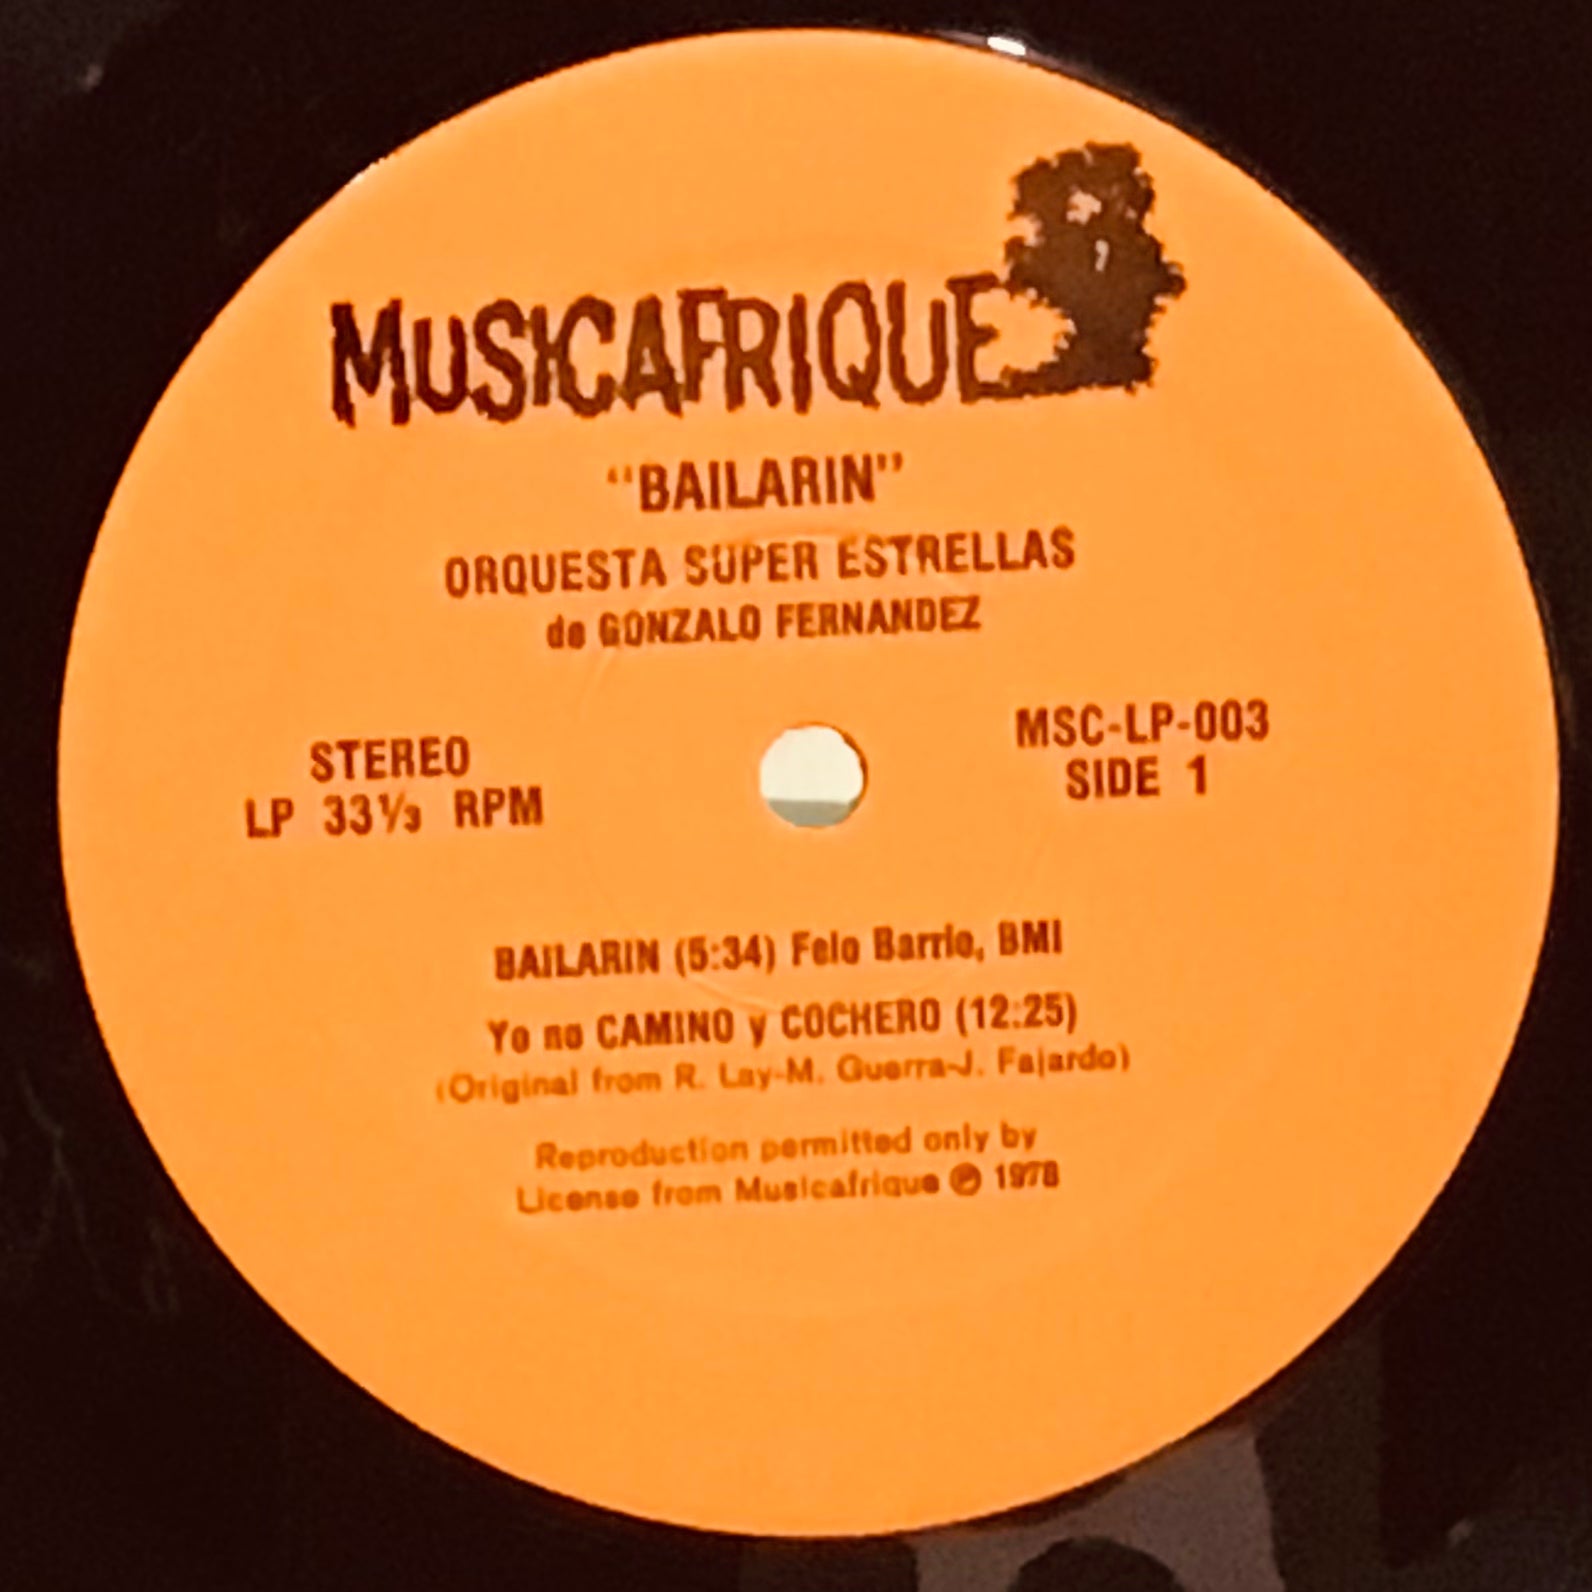 MUSICAFRIQUE
“BAILARIN”
ORQUESTA SUPER ESTRELLAS
de GONZALO FERNANDEZ
STEREO
LP 33⅓ RPM
MSC-LP-003
SIDE 1
BAILARIN (5:34) Felo Barrio, BMI
Yo no CAMINO y COCHERO (12:25)
(Original from R. Lay-M. Guerra-J. Fajardo)
Reproduction permitted only by
License from Musicafrique ℗ 1978